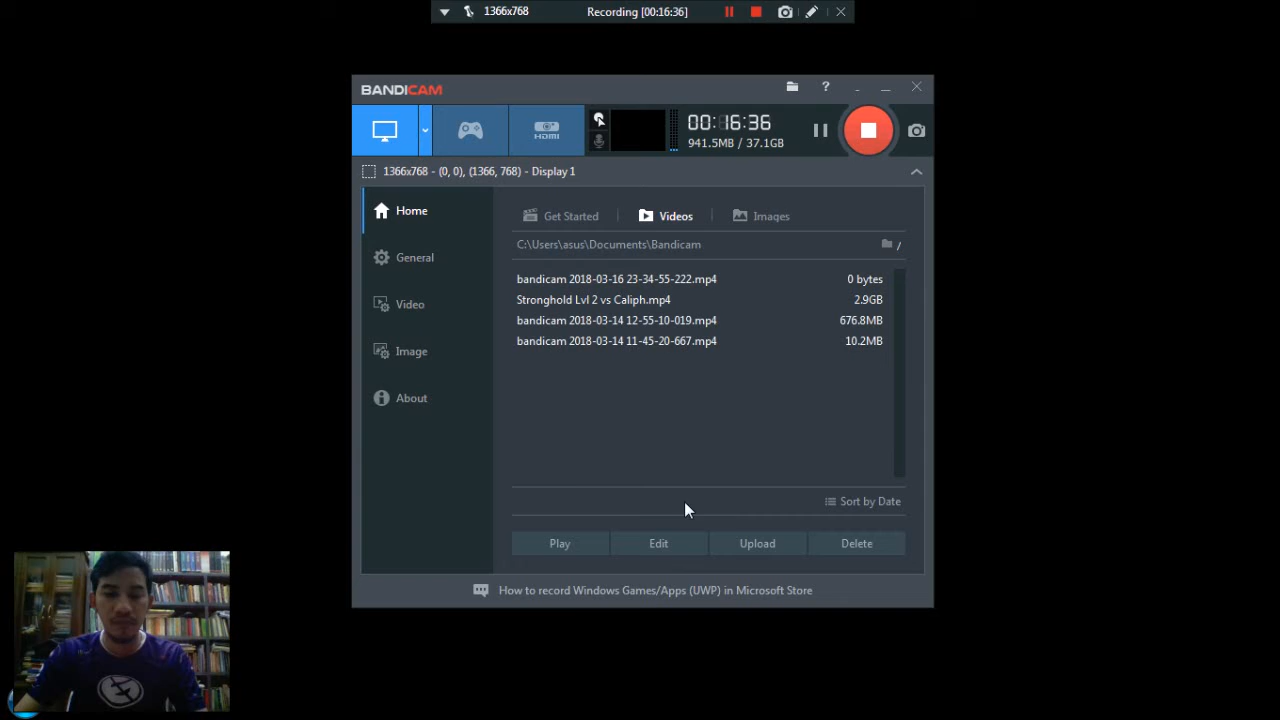 1366x768
Recording [00:16:36]
BANDICAM
?
HDMI
00:16:36
941.5MB / 37.1GB
1366x768 - (0, 0), (1366, 768) - Display 1
Home
General
Video
Image
About
Get Started
Videos
Images
C:\Users\asus\Documents\Bandicam
/
bandicam 2018-03-16 23-34-55-222.mp4 0 bytes
Stronghold Lvl 2 vs Caliph.mp4 2.9GB
bandicam 2018-03-14 12-55-10-019.mp4 676.8MB
bandicam 2018-03-14 11-45-20-667.mp4 10.2MB
Sort by Date
Play
Edit
Upload
Delete
How to record Windows Games/Apps (UWP) in Microsoft Store